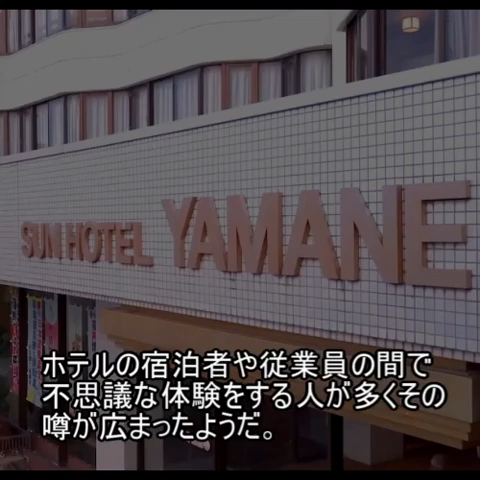 SUN HOTEL YAMANE
ホテルの宿泊者や従業員の間で
不思議な体験をする人が多くその
噂が広まったようだ。